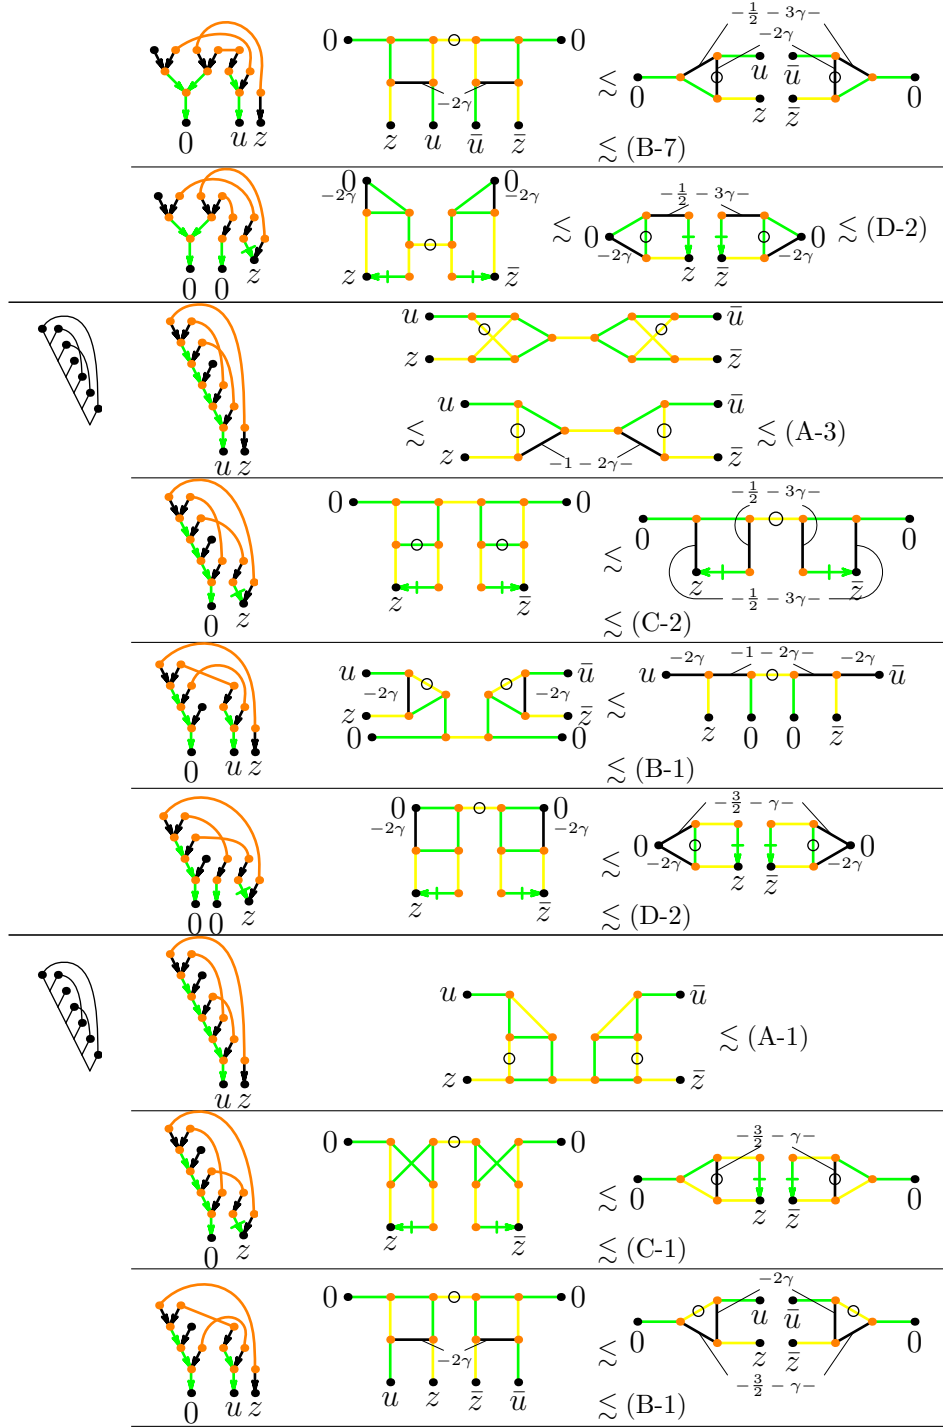 0 u z 0 z u ū z̄ 0 −2γ− ≲ −1/2 − 3γ− −2γ− 0 u ū z z̄ 0
≲ (B-7)
0 0 z 0 −2γ z 0 −2γ z̄ ≲ −1/2 − 3γ− 0 −2γ z z̄ −2γ 0 ≲ (D-2)
u z u z ū z̄
≲ u z −1 − 2γ− ū z̄ ≲ (A-3)
0 z 0 z z̄ 0 ≲ −1/2 − 3γ− 0 z z̄ 0 −1/2 − 3γ−
≲ (C-2)
0 u z u −2γ z 0 ū −2γ z̄ 0 ≲ u −2γ −1 − 2γ− −2γ ū z 0 0 z̄
≲ (B-1)
0 0 z 0 −2γ z 0 −2γ z̄ ≲ −3/2 − γ− 0 −2γ z z̄ −2γ 0
≲ (D-2)
u z u z ū z̄ ≲ (A-1)
0 z 0 z z̄ 0 ≲ −3/2 − γ− 0 z z̄ 0
≲ (C-1)
0 u z 0 −2γ− u z z̄ ū 0 ≲ −2γ− 0 u ū z z̄ 0 −3/2 − γ−
≲ (B-1)